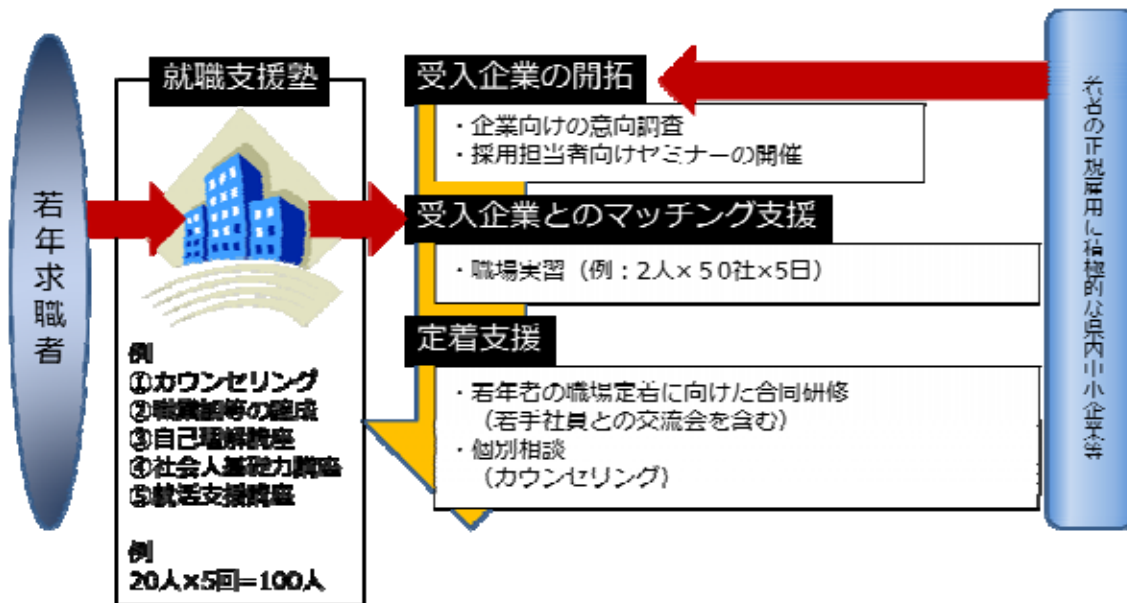 若年求職者
就職支援塾
例
①カウンセリング
②職業観等の醸成
③自己理解講座
④社会人基礎力講座
⑤就活支援講座
例
20人×5回=100人
受入企業の開拓
・企業向けの意向調査
・採用担当者向けセミナーの開催
受入企業とのマッチング支援
・職場実習（例：2人×50社×5日）
定着支援
・若年者の職場定着に向けた合同研修
（若手社員との交流会を含む）
・個別相談
（カウンセリング）
若者の正規雇用に積極的な県内中小企業等